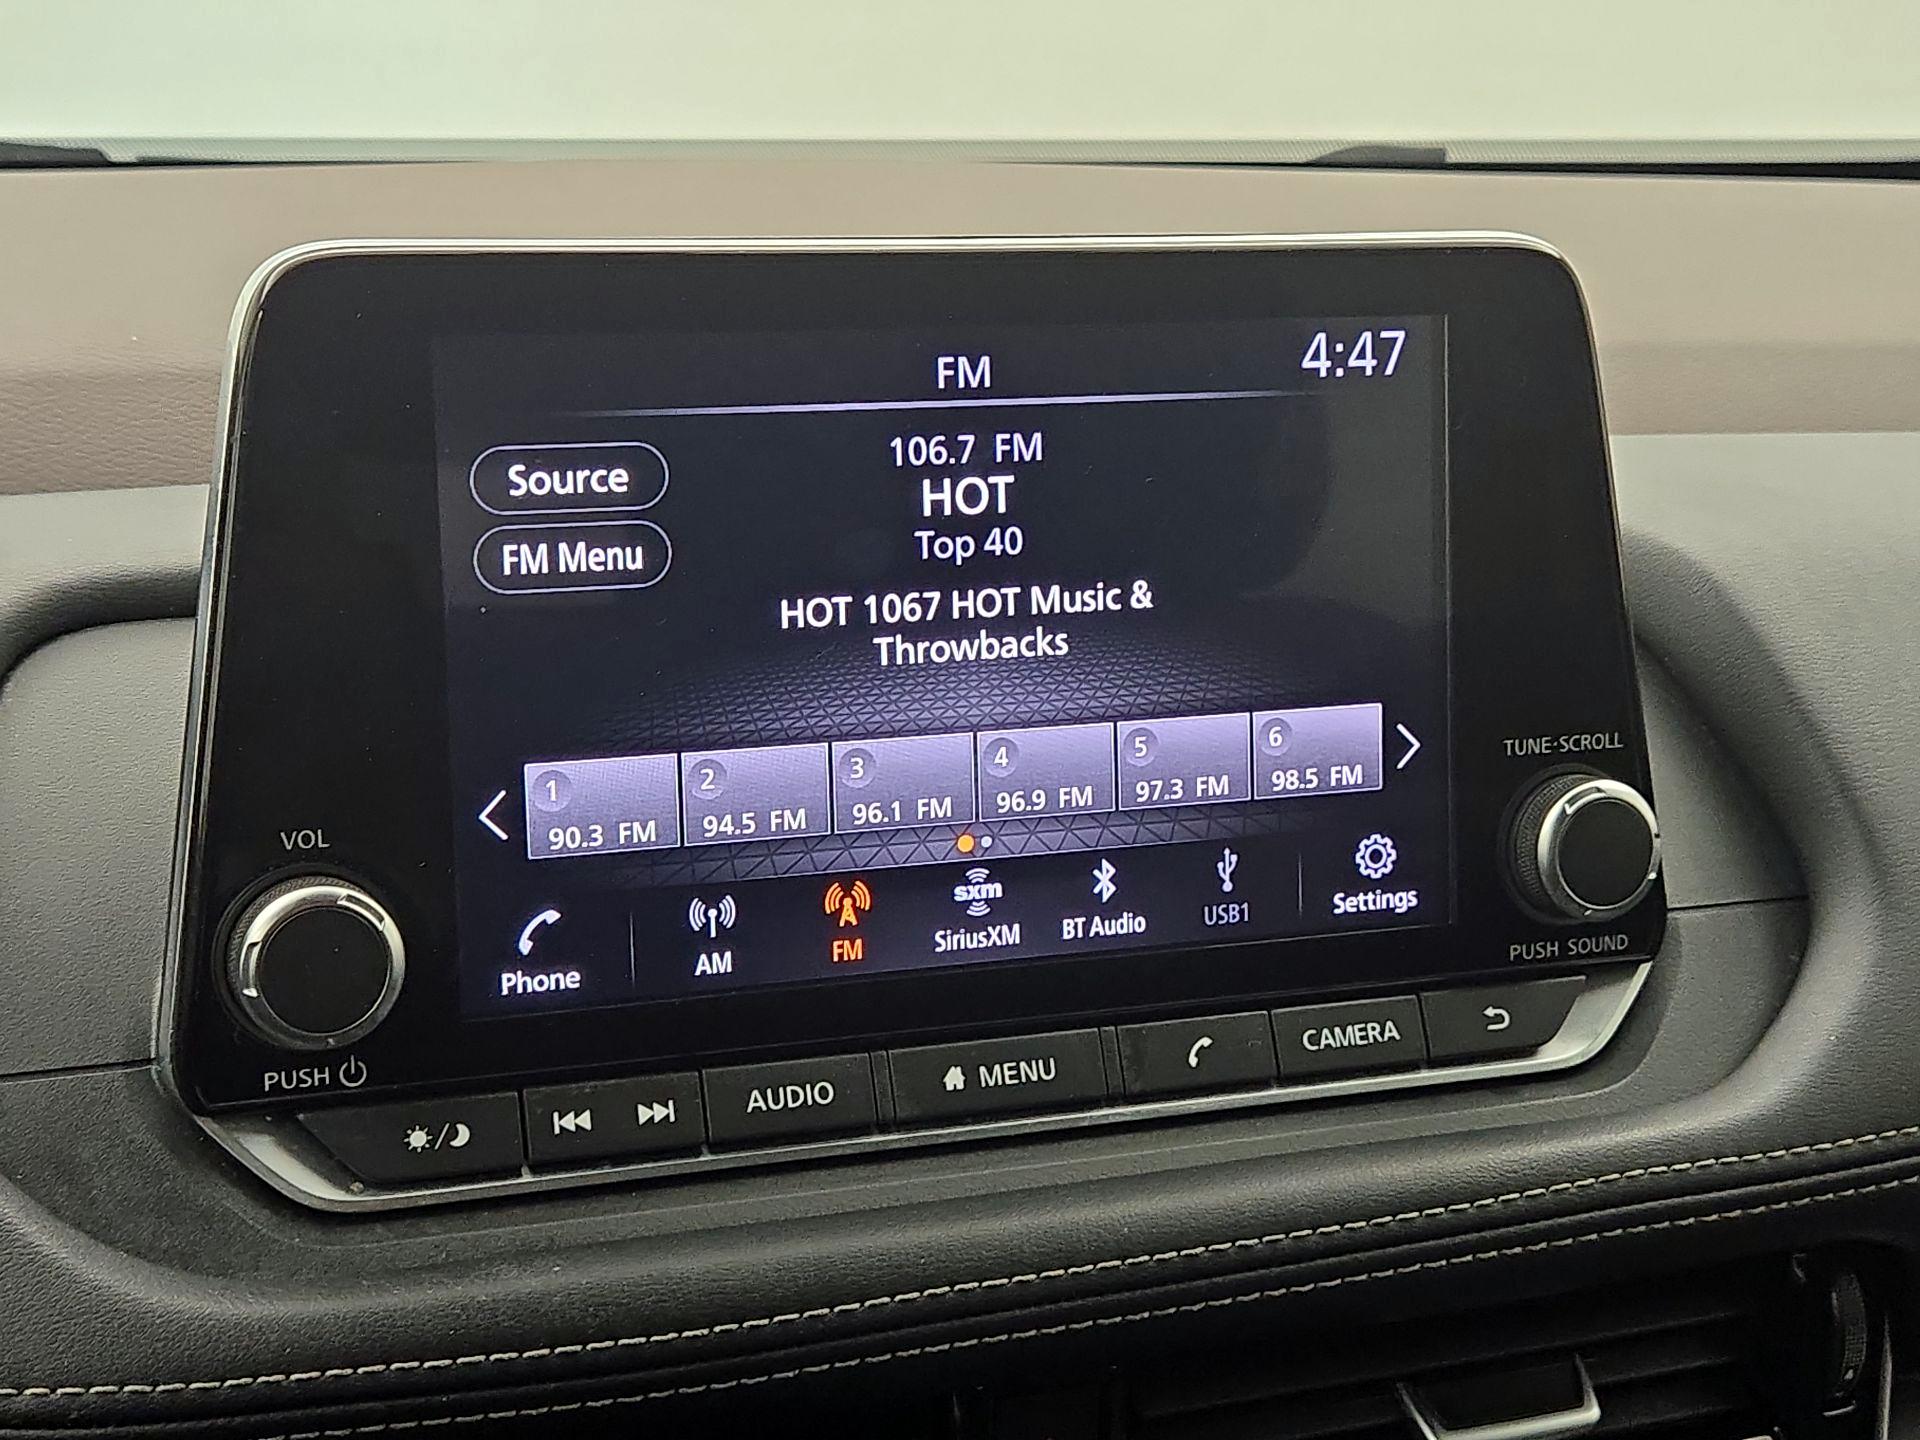 FM
4:47
Source
106.7 FM
HOT
FM Menu
Top 40
HOT 1067 HOT Music &
Throwbacks
1
90.3 FM
2
94.5 FM
3
96.1 FM
4
96.9 FM
5
97.3 FM
6
98.5 FM
Phone
AM
FM
sxm
SiriusXM
BT Audio
USB1
Settings
VOL
PUSH
TUNE·SCROLL
PUSH SOUND
AUDIO
MENU
CAMERA